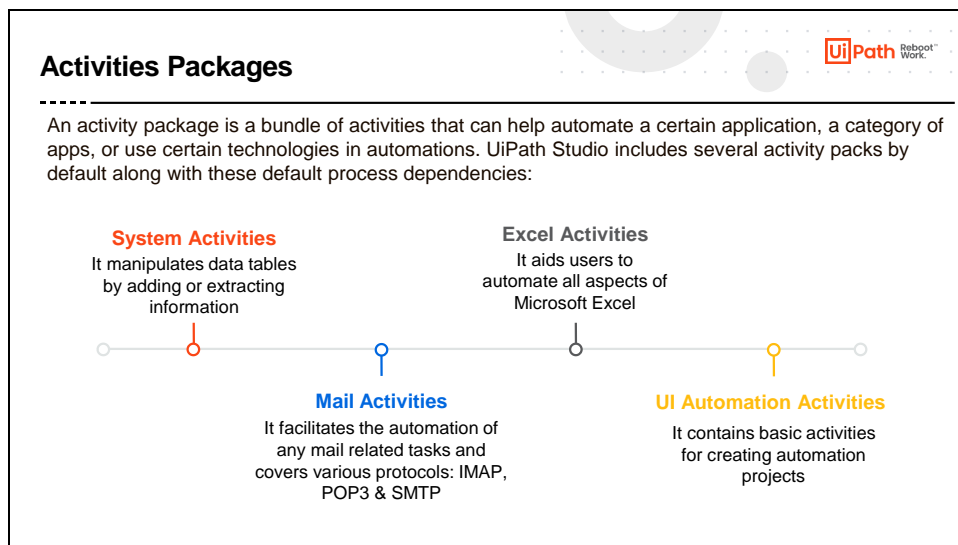 UiPath Reboot™
Work.
Activities Packages
An activity package is a bundle of activities that can help automate a certain application, a category of
apps, or use certain technologies in automations. UiPath Studio includes several activity packs by
default along with these default process dependencies:
System Activities
It manipulates data tables
by adding or extracting
information
Mail Activities
It facilitates the automation of
any mail related tasks and
covers various protocols: IMAP,
POP3 & SMTP
Excel Activities
It aids users to
automate all aspects of
Microsoft Excel
UI Automation Activities
It contains basic activities
for creating automation
projects